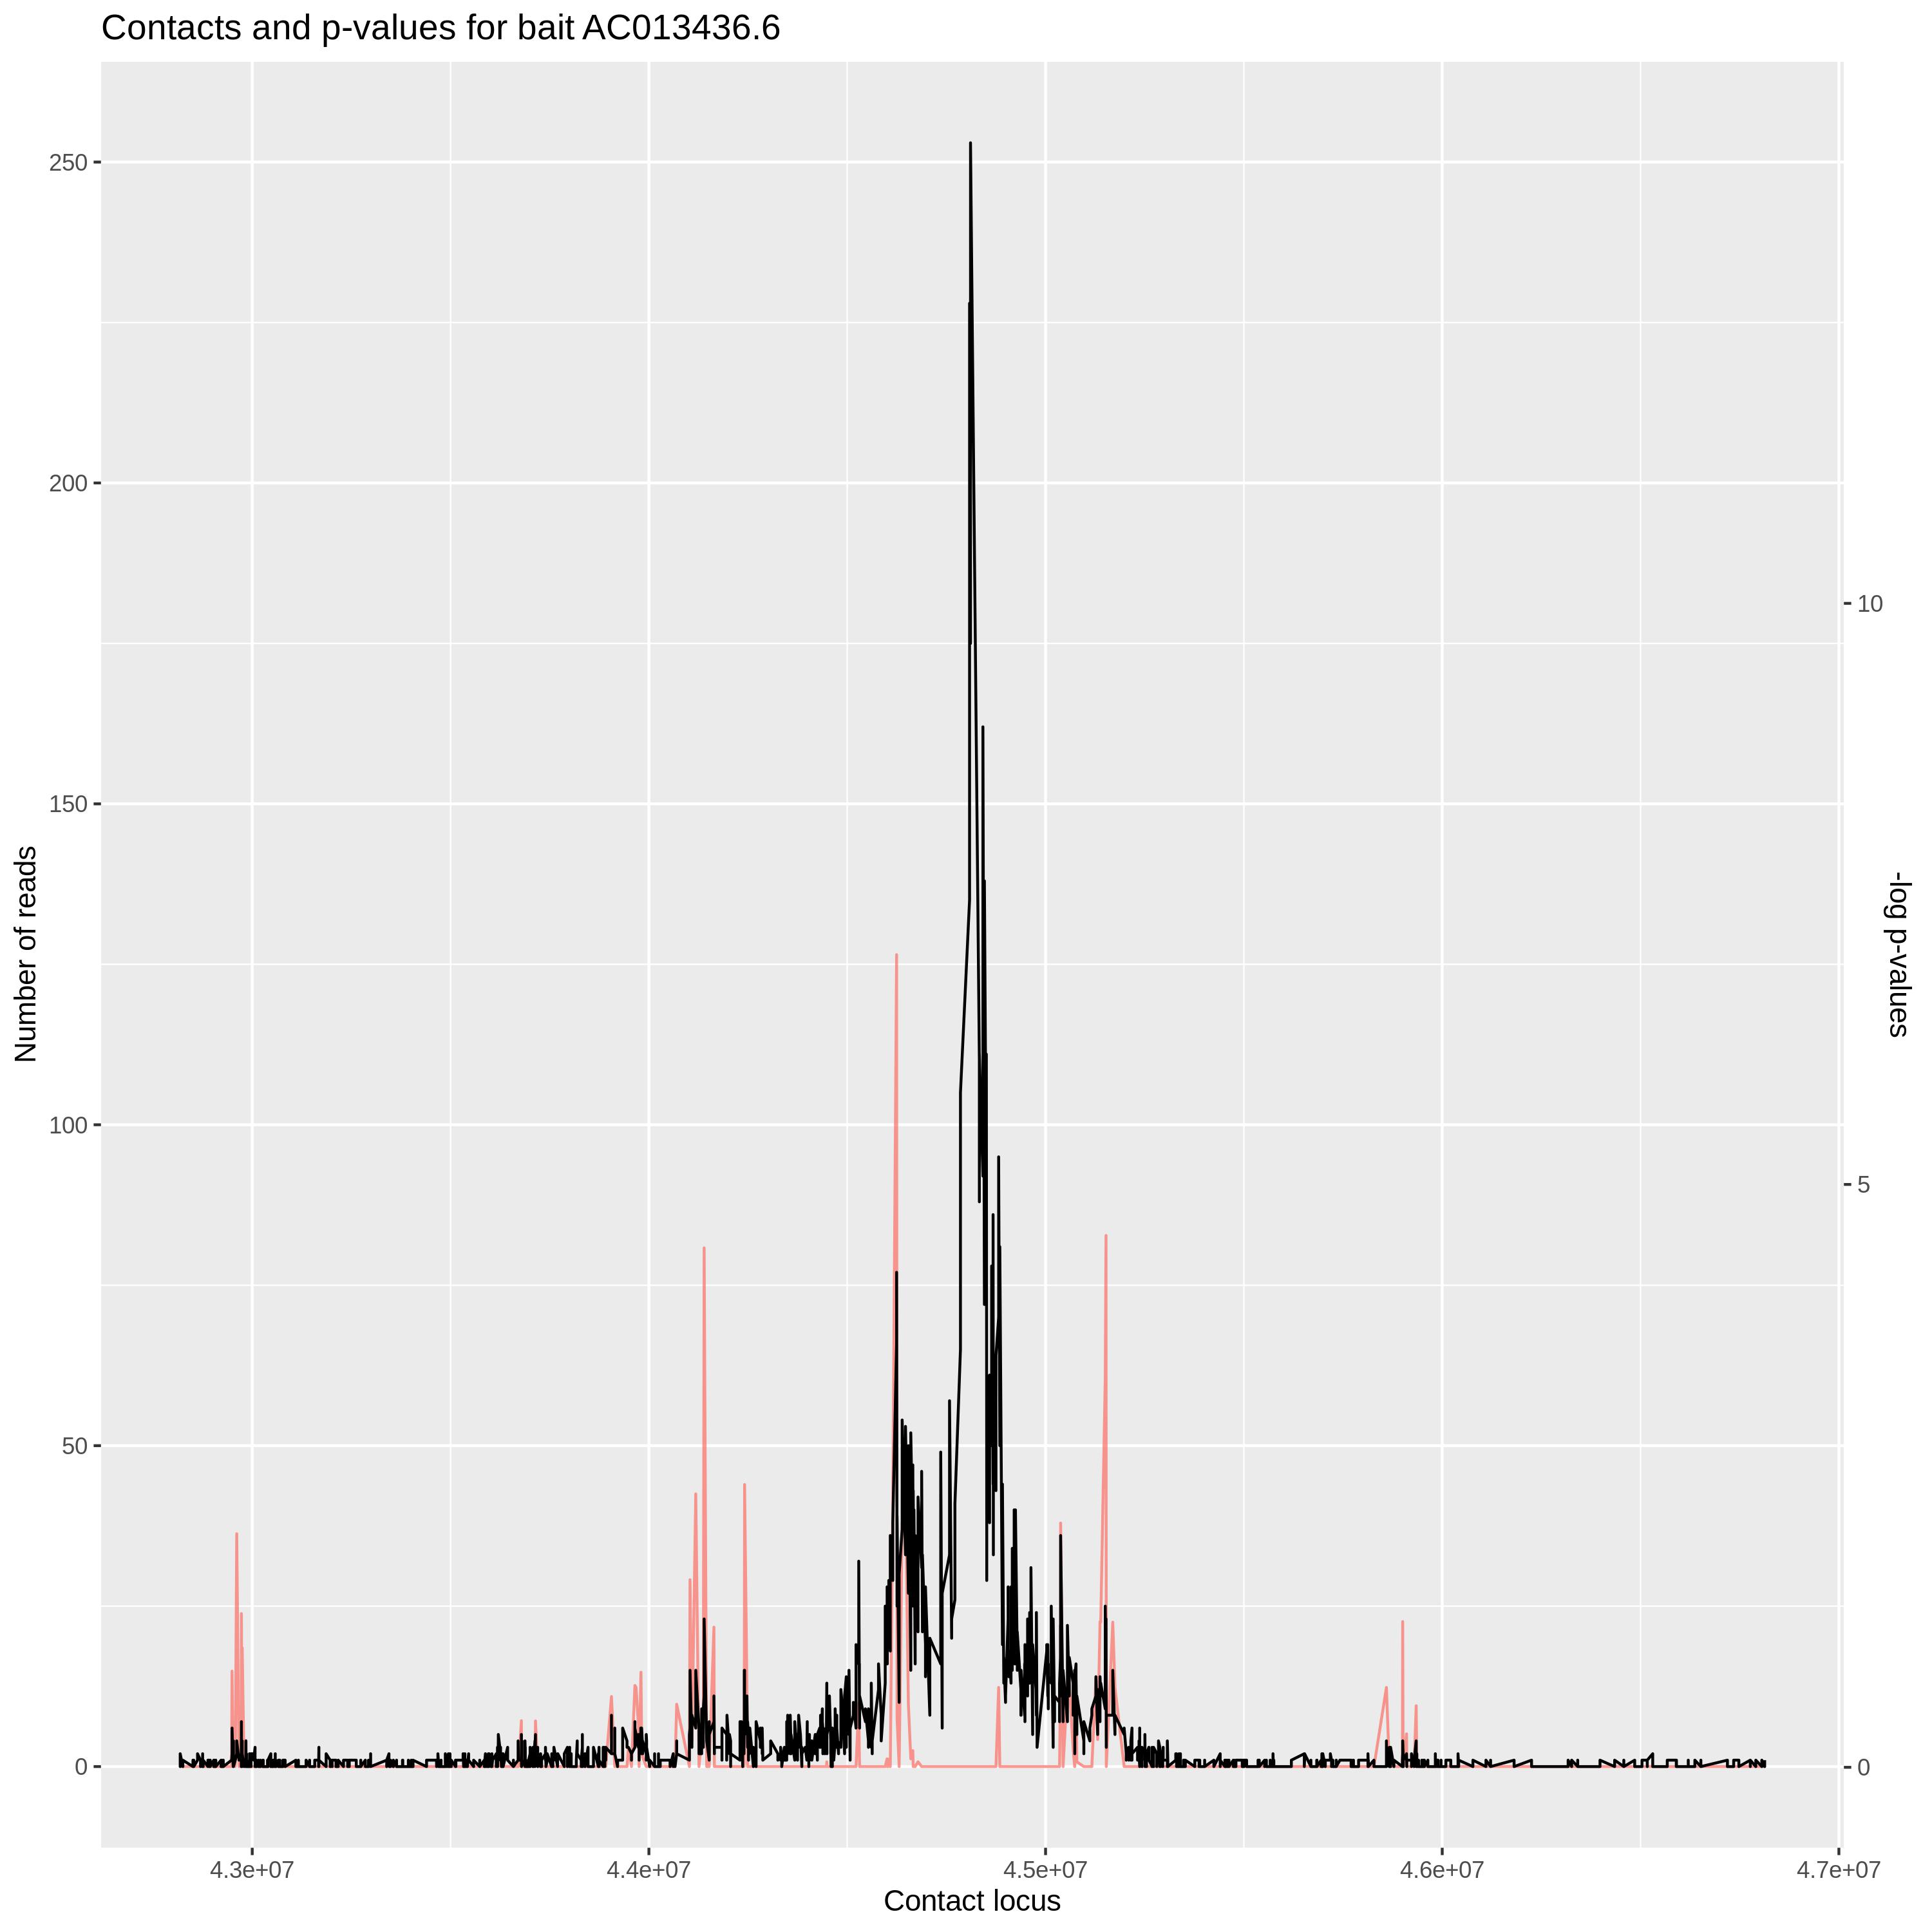 Contacts and p-values for bait AC013436.6
250
200
150
100
50
0
Number of reads
10
5
0
-log p-values
4.3e+07
4.4e+07
4.5e+07
4.6e+07
4.7e+07
Contact locus